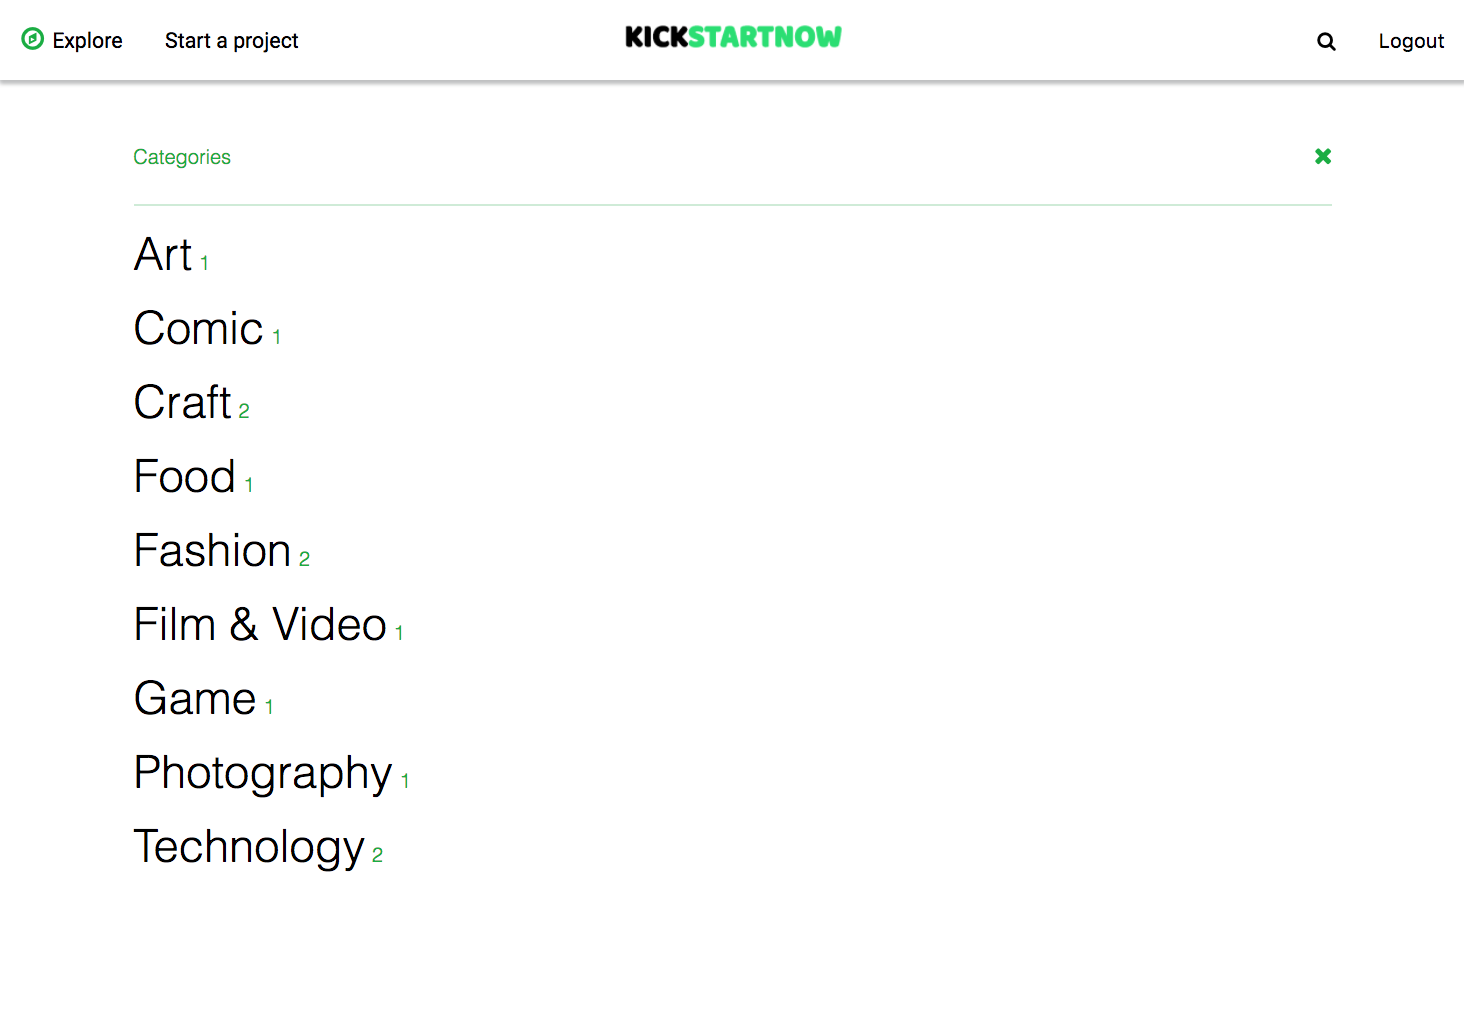 Explore Start a project KICKSTARTNOW Logout
Categories
Art 1
Comic 1
Craft 2
Food 1
Fashion 2
Film & Video 1
Game 1
Photography 1
Technology 2